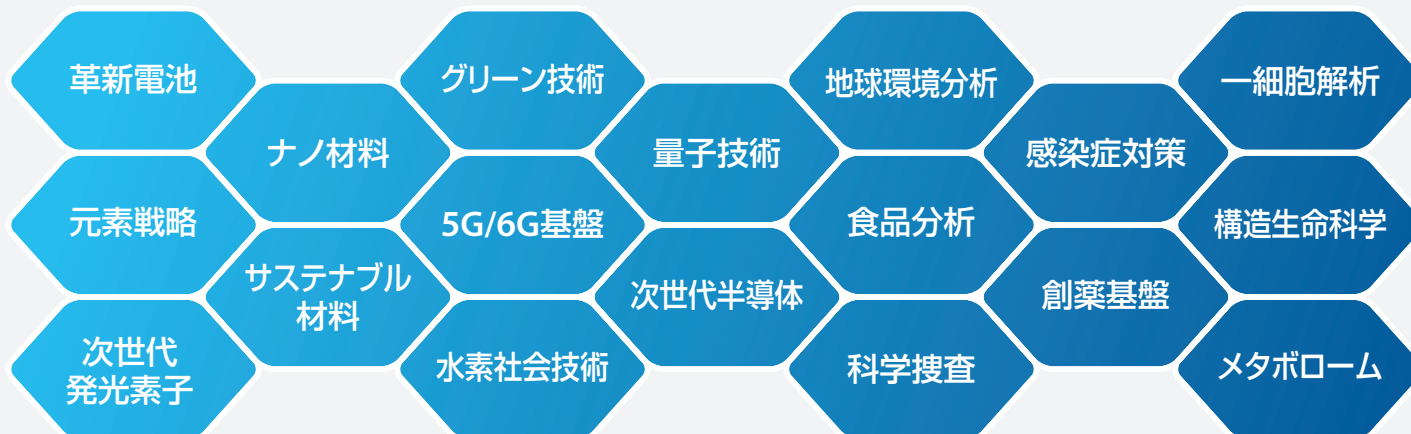 革新電池
グリーン技術
地球環境分析
一細胞解析
ナノ材料
量子技術
感染症対策
元素戦略
5G/6G基盤
食品分析
構造生命科学
サステナブル
材料
次世代半導体
創薬基盤
次世代
発光素子
水素社会技術
科学捜査
メタボローム